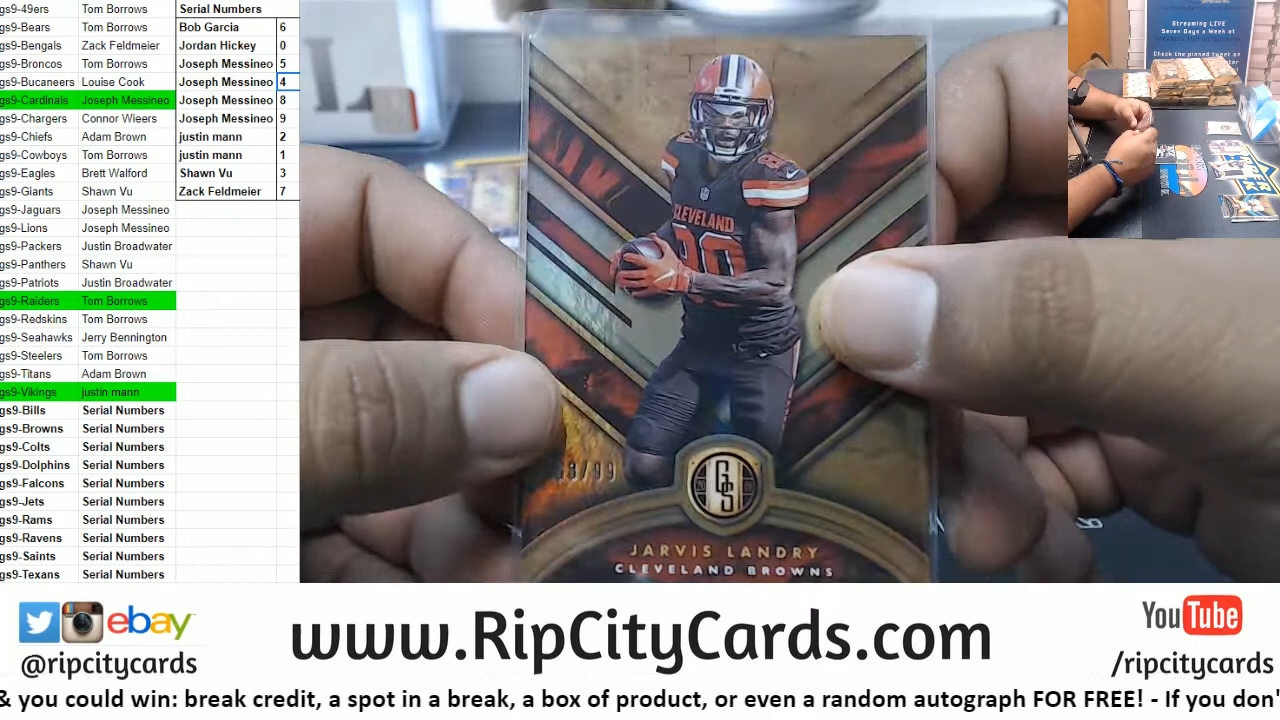 gs9-49ers Tom Borrows Serial Numbers
gs9-Bears Tom Borrows Bob Garcia 6
gs9-Bengals Zack Feldmeier Jordan Hickey 0
gs9-Broncos Tom Borrows Joseph Messineo 5
gs9-Bucaneers Louise Cook Joseph Messineo 4
gs9-Cardinals Joseph Messineo Joseph Messineo 8
gs9-Chargers Connor Wieers Joseph Messineo 9
gs9-Chiefs Adam Brown justin mann 2
gs9-Cowboys Tom Borrows justin mann 1
gs9-Eagles Brett Walford Shawn Vu 3
gs9-Giants Shawn Vu Zack Feldmeier 7
gs9-Jaguars Joseph Messineo
gs9-Lions Joseph Messineo
gs9-Packers Justin Broadwater
gs9-Panthers Shawn Vu
gs9-Patriots Justin Broadwater
gs9-Raiders Tom Borrows
gs9-Redskins Tom Borrows
gs9-Seahawks Jerry Bennington
gs9-Steelers Tom Borrows
gs9-Titans Adam Brown
gs9-Vikings justin mann
gs9-Bills Serial Numbers
gs9-Browns Serial Numbers
gs9-Colts Serial Numbers
gs9-Dolphins Serial Numbers
gs9-Falcons Serial Numbers
gs9-Jets Serial Numbers
gs9-Rams Serial Numbers
gs9-Ravens Serial Numbers
gs9-Saints Serial Numbers
gs9-Texans Serial Numbers
CLEVELAND
80
GS
JARVIS LANDRY
CLEVELAND BROWNS
Streaming LIVE
Seven Days a Week at
Check the pinned tweet on
ebay
@ripcitycards
www.RipCityCards.com
YouTube
/ripcitycards
& you could win: break credit, a spot in a break, a box of product, or even a random autograph FOR FREE! - If you don'